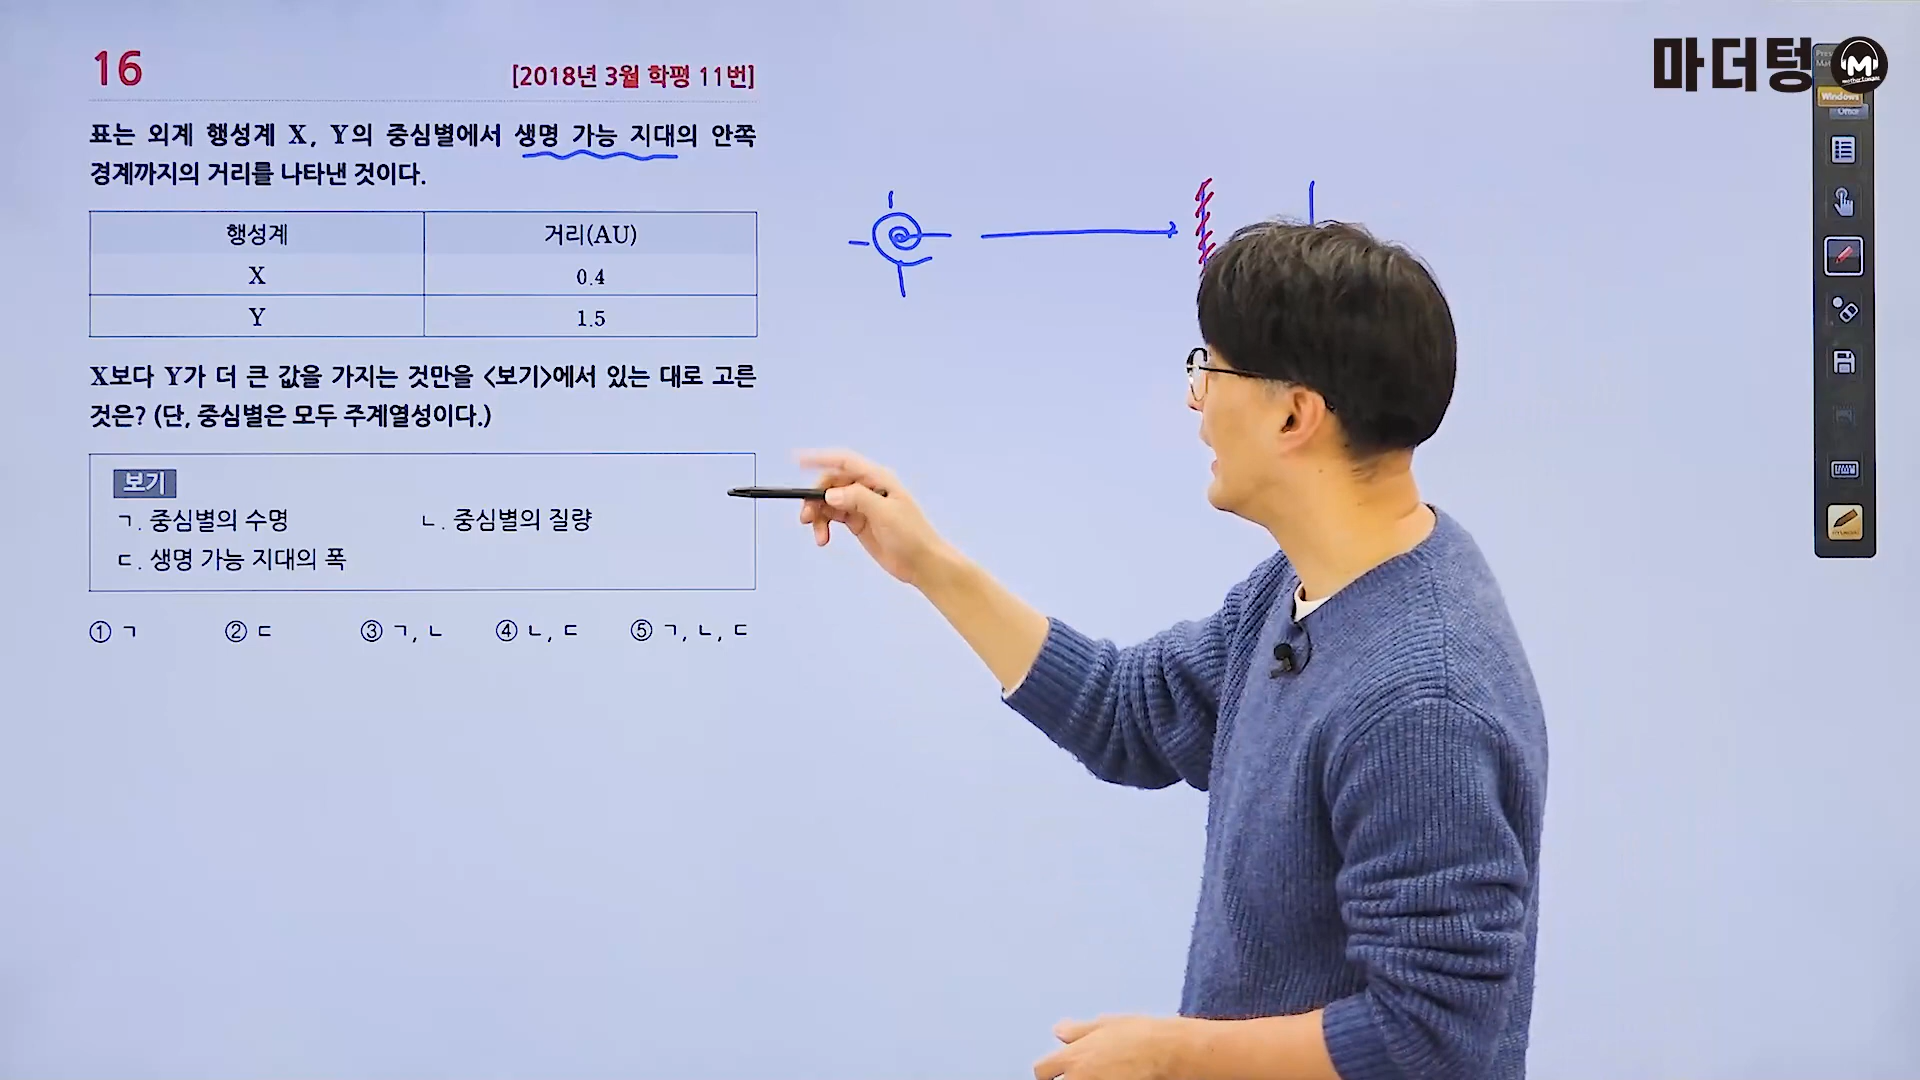 16
[2018년 3월 학평 11번]
표는 외계 행성계 X, Y의 중심별에서 생명 가능 지대의 안쪽
경계까지의 거리를 나타낸 것이다.
행성계 거리(AU)
X 0.4
Y 1.5
X보다 Y가 더 큰 값을 가지는 것만을 <보기>에서 있는 대로 고른
것은? (단, 중심별은 모두 주계열성이다.)
보기
ㄱ. 중심별의 수명 ㄴ. 중심별의 질량
ㄷ. 생명 가능 지대의 폭
① ㄱ ② ㄷ ③ ㄱ, ㄴ ④ ㄴ, ㄷ ⑤ ㄱ, ㄴ, ㄷ
마더텅
M
Windows
Office